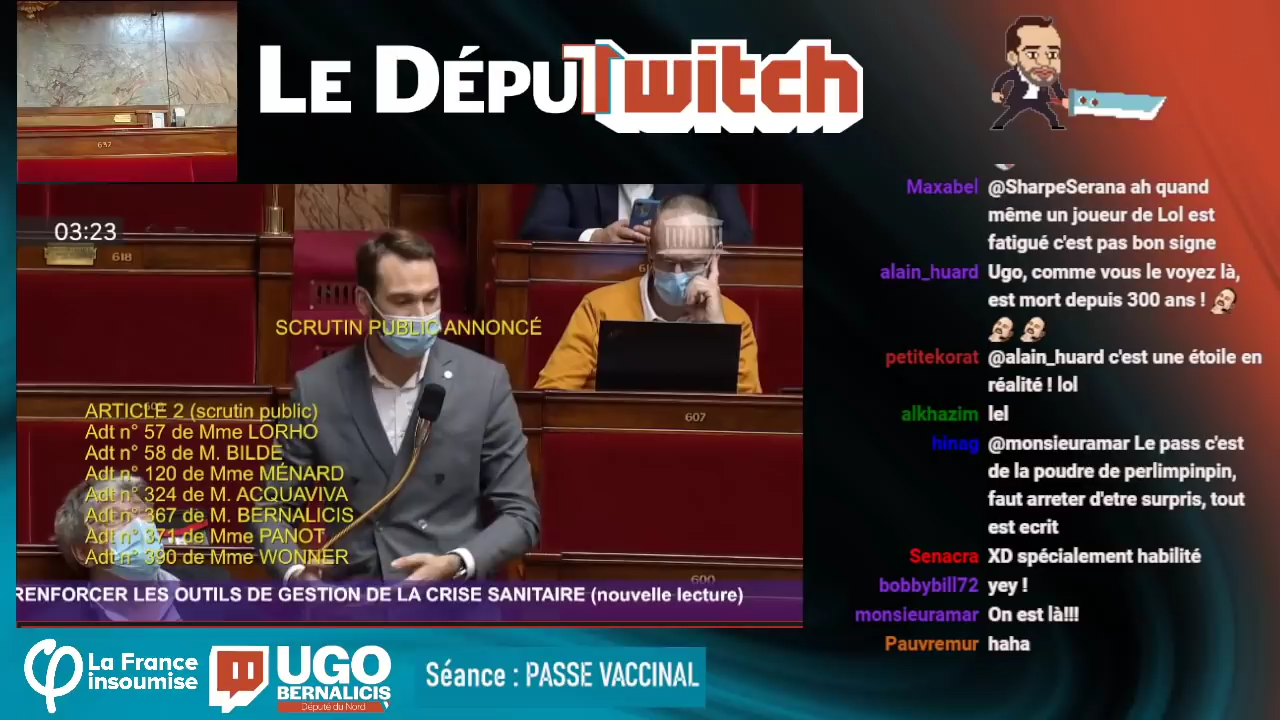 LE DÉPUTwitch
637
03:23
618
SCRUTIN PUBLIC ANNONCÉ
ARTICLE 2 (scrutin public)
Adt n° 57 de Mme LORHO
Adt n° 58 de M. BILDE
Adt n° 120 de Mme MÉNARD
Adt n° 324 de M. ACQUAVIVA
Adt n° 367 de M. BERNALICIS
Adt n° 371 de Mme PANOT
Adt n° 390 de Mme WONNER
607
600
RENFORCER LES OUTILS DE GESTION DE LA CRISE SANITAIRE (nouvelle lecture)
La France
insoumise
UGO
BERNALICIS
Député du Nord
Séance : PASSE VACCINAL
Maxabel @SharpeSerana ah quand
même un joueur de Lol est
fatigué c'est pas bon signe
alain_huard Ugo, comme vous le voyez là,
est mort depuis 300 ans !
petitekorat @alain_huard c'est une étoile en
réalité ! lol
alkhazim lel
hinag @monsieuramar Le pass c'est
de la poudre de perlimpinpin,
faut arreter d'etre surpris, tout
est ecrit
Senacra XD spécialement habilité
bobbybill72 yey !
monsieuramar On est là!!!
Pauvremur haha